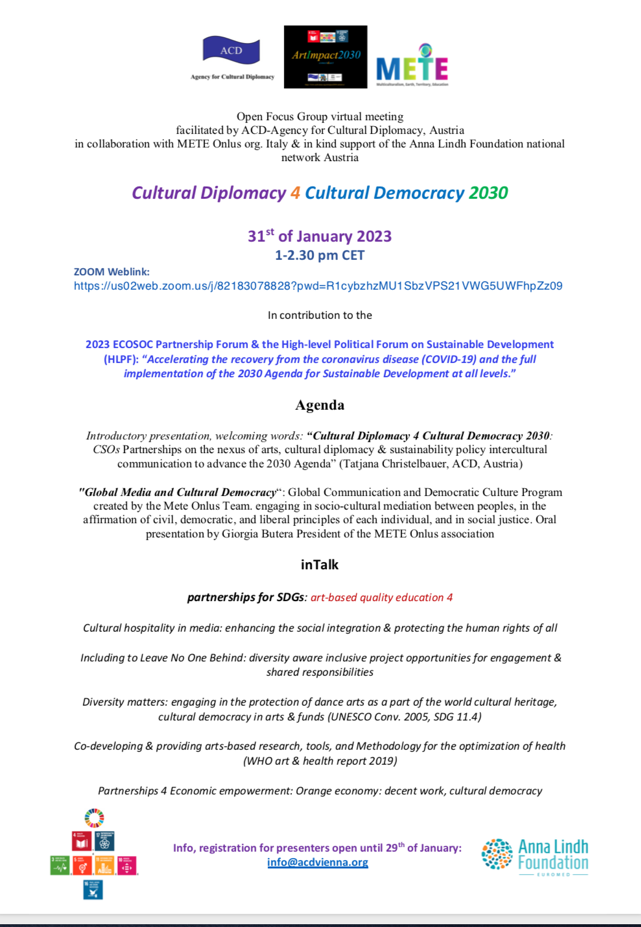 ACD
Agency for Cultural Diplomacy
Artimpact2030
METE
Multiculturalism, Earth, Territory, Education
Open Focus Group virtual meeting
facilitated by ACD-Agency for Cultural Diplomacy, Austria
in collaboration with METE Onlus org. Italy & in kind support of the Anna Lindh Foundation national
network Austria
Cultural Diplomacy 4 Cultural Democracy 2030
31st of January 2023
1-2.30 pm CET
ZOOM Weblink:
https://us02web.zoom.us/j/82183078828?pwd=R1cybzhzMU1SbzVPS21VWG5UWFhpZz09
In contribution to the
2023 ECOSOC Partnership Forum & the High-level Political Forum on Sustainable Development
(HLPF): “Accelerating the recovery from the coronavirus disease (COVID-19) and the full
implementation of the 2030 Agenda for Sustainable Development at all levels.”
Agenda
Introductory presentation, welcoming words: “Cultural Diplomacy 4 Cultural Democracy 2030:
CSOs Partnerships on the nexus of arts, cultural diplomacy & sustainability policy intercultural
communication to advance the 2030 Agenda” (Tatjana Christelbauer, ACD, Austria)
"Global Media and Cultural Democracy“: Global Communication and Democratic Culture Program
created by the Mete Onlus Team. engaging in socio-cultural mediation between peoples, in the
affirmation of civil, democratic, and liberal principles of each individual, and in social justice. Oral
presentation by Giorgia Butera President of the METE Onlus association
inTalk
partnerships for SDGs: art-based quality education 4
Cultural hospitality in media: enhancing the social integration & protecting the human rights of all
Including to Leave No One Behind: diversity aware inclusive project opportunities for engagement &
shared responsibilities
Diversity matters: engaging in the protection of dance arts as a part of the world cultural heritage,
cultural democracy in arts & funds (UNESCO Conv. 2005, SDG 11.4)
Co-developing & providing arts-based research, tools, and Methodology for the optimization of health
(WHO art & health report 2019)
Partnerships 4 Economic empowerment: Orange economy: decent work, cultural democracy
Info, registration for presenters open until 29th of January:
info@acdvienna.org
Anna Lindh
Foundation
EUROMED